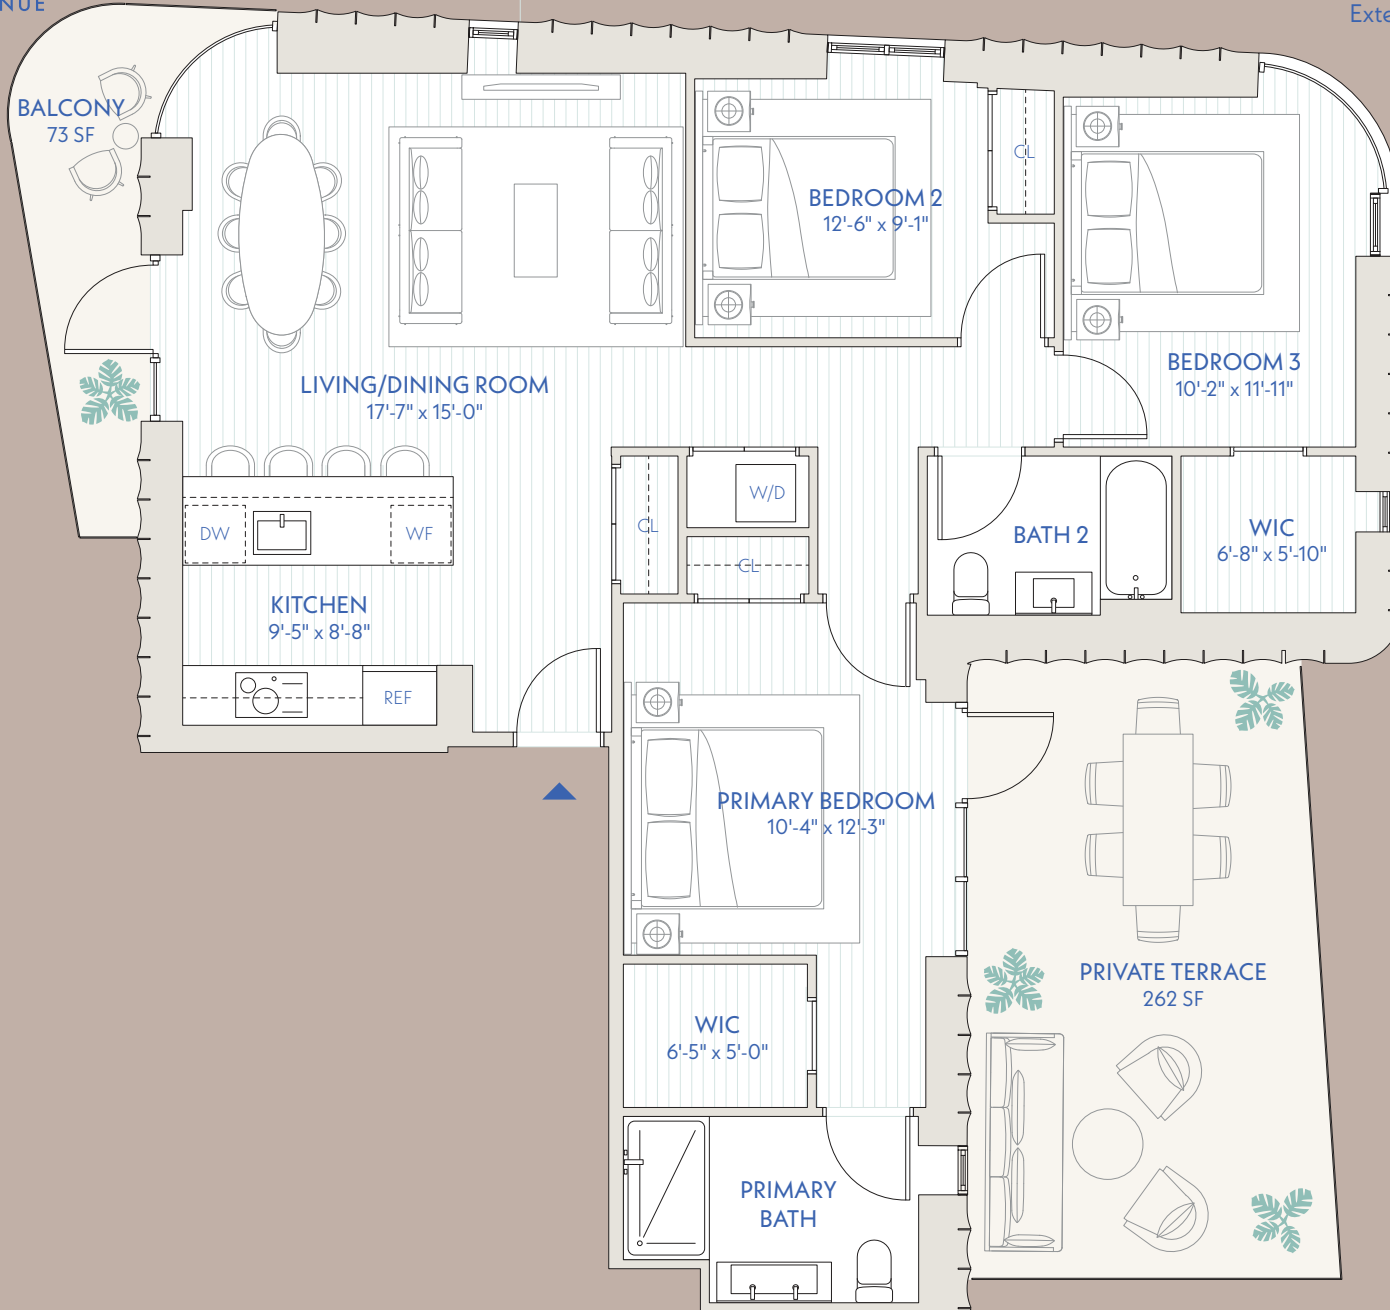 BALCONY
73 SF
LIVING/DINING ROOM
17'-7" x 15'-0"
BEDROOM 2
12'-6" x 9'-1"
CL
BEDROOM 3
10'-2" x 11'-11"
DW
WF
KITCHEN
9'-5" x 8'-8"
REF
CL
W/D
CL
BATH 2
WIC
6'-8" x 5'-10"
PRIMARY BEDROOM
10'-4" x 12'-3"
PRIVATE TERRACE
262 SF
WIC
6'-5" x 5'-0"
PRIMARY
BATH